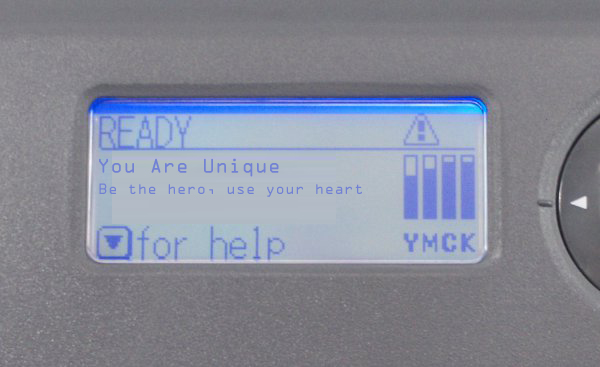 READY
You Are Unique
Be the hero, use your heart
for help
YMCK